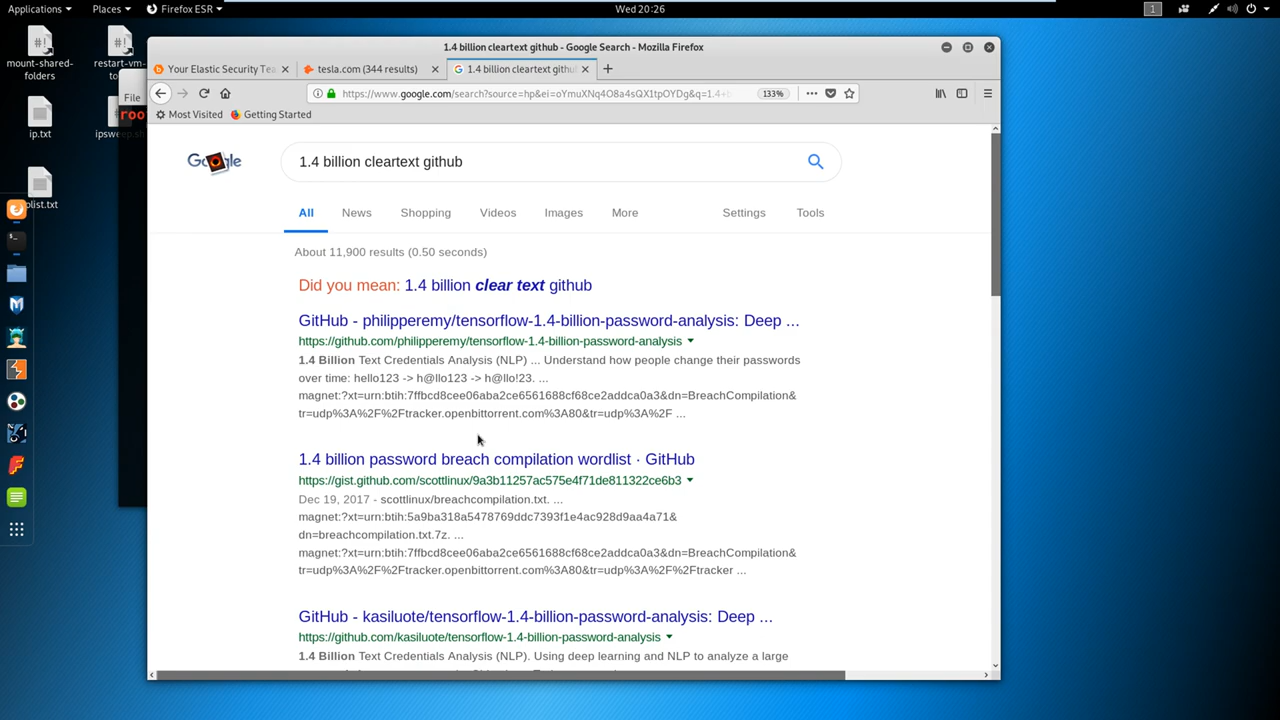 Applications
Places
Firefox ESR
Wed 20:26
1
mount-shared-folders
restart-vm-
ip.txt
plist.txt
File
1.4 billion cleartext github - Google Search - Mozilla Firefox
Your Elastic Security Tea
tesla.com (344 results)
1.4 billion cleartext githu
https://www.google.com/search?source=hp&ei=oYmuXNq4O8a4sQX1tpOYDg&q=1.4+
133%
Most Visited
Getting Started
1.4 billion cleartext github
All
News
Shopping
Videos
Images
More
Settings
Tools
About 11,900 results (0.50 seconds)
Did you mean: 1.4 billion clear text github
GitHub - philipperemy/tensorflow-1.4-billion-password-analysis: Deep ...
https://github.com/philipperemy/tensorflow-1.4-billion-password-analysis
1.4 Billion Text Credentials Analysis (NLP) ... Understand how people change their passwords
over time: hello123 -> h@llo123 -> h@llo!23. ...
magnet:?xt=urn:btih:7ffbcd8cee06aba2ce6561688cf68ce2addca0a3&dn=BreachCompilation&
tr=udp%3A%2F%2Ftracker.openbittorrent.com%3A80&tr=udp%3A%2F ...
1.4 billion password breach compilation wordlist · GitHub
https://gist.github.com/scottlinux/9a3b11257ac575e4f71de811322ce6b3
Dec 19, 2017 - scottlinux/breachcompilation.txt. ...
magnet:?xt=urn:btih:5a9ba318a5478769ddc7393f1e4ac928d9aa4a71&
dn=breachcompilation.txt.7z. ...
magnet:?xt=urn:btih:7ffbcd8cee06aba2ce6561688cf68ce2addca0a3&dn=BreachCompilation&
tr=udp%3A%2F%2Ftracker.openbittorrent.com%3A80&tr=udp%3A%2F%2Ftracker ...
GitHub - kasiluote/tensorflow-1.4-billion-password-analysis: Deep ...
https://github.com/kasiluote/tensorflow-1.4-billion-password-analysis
1.4 Billion Text Credentials Analysis (NLP). Using deep learning and NLP to analyze a large